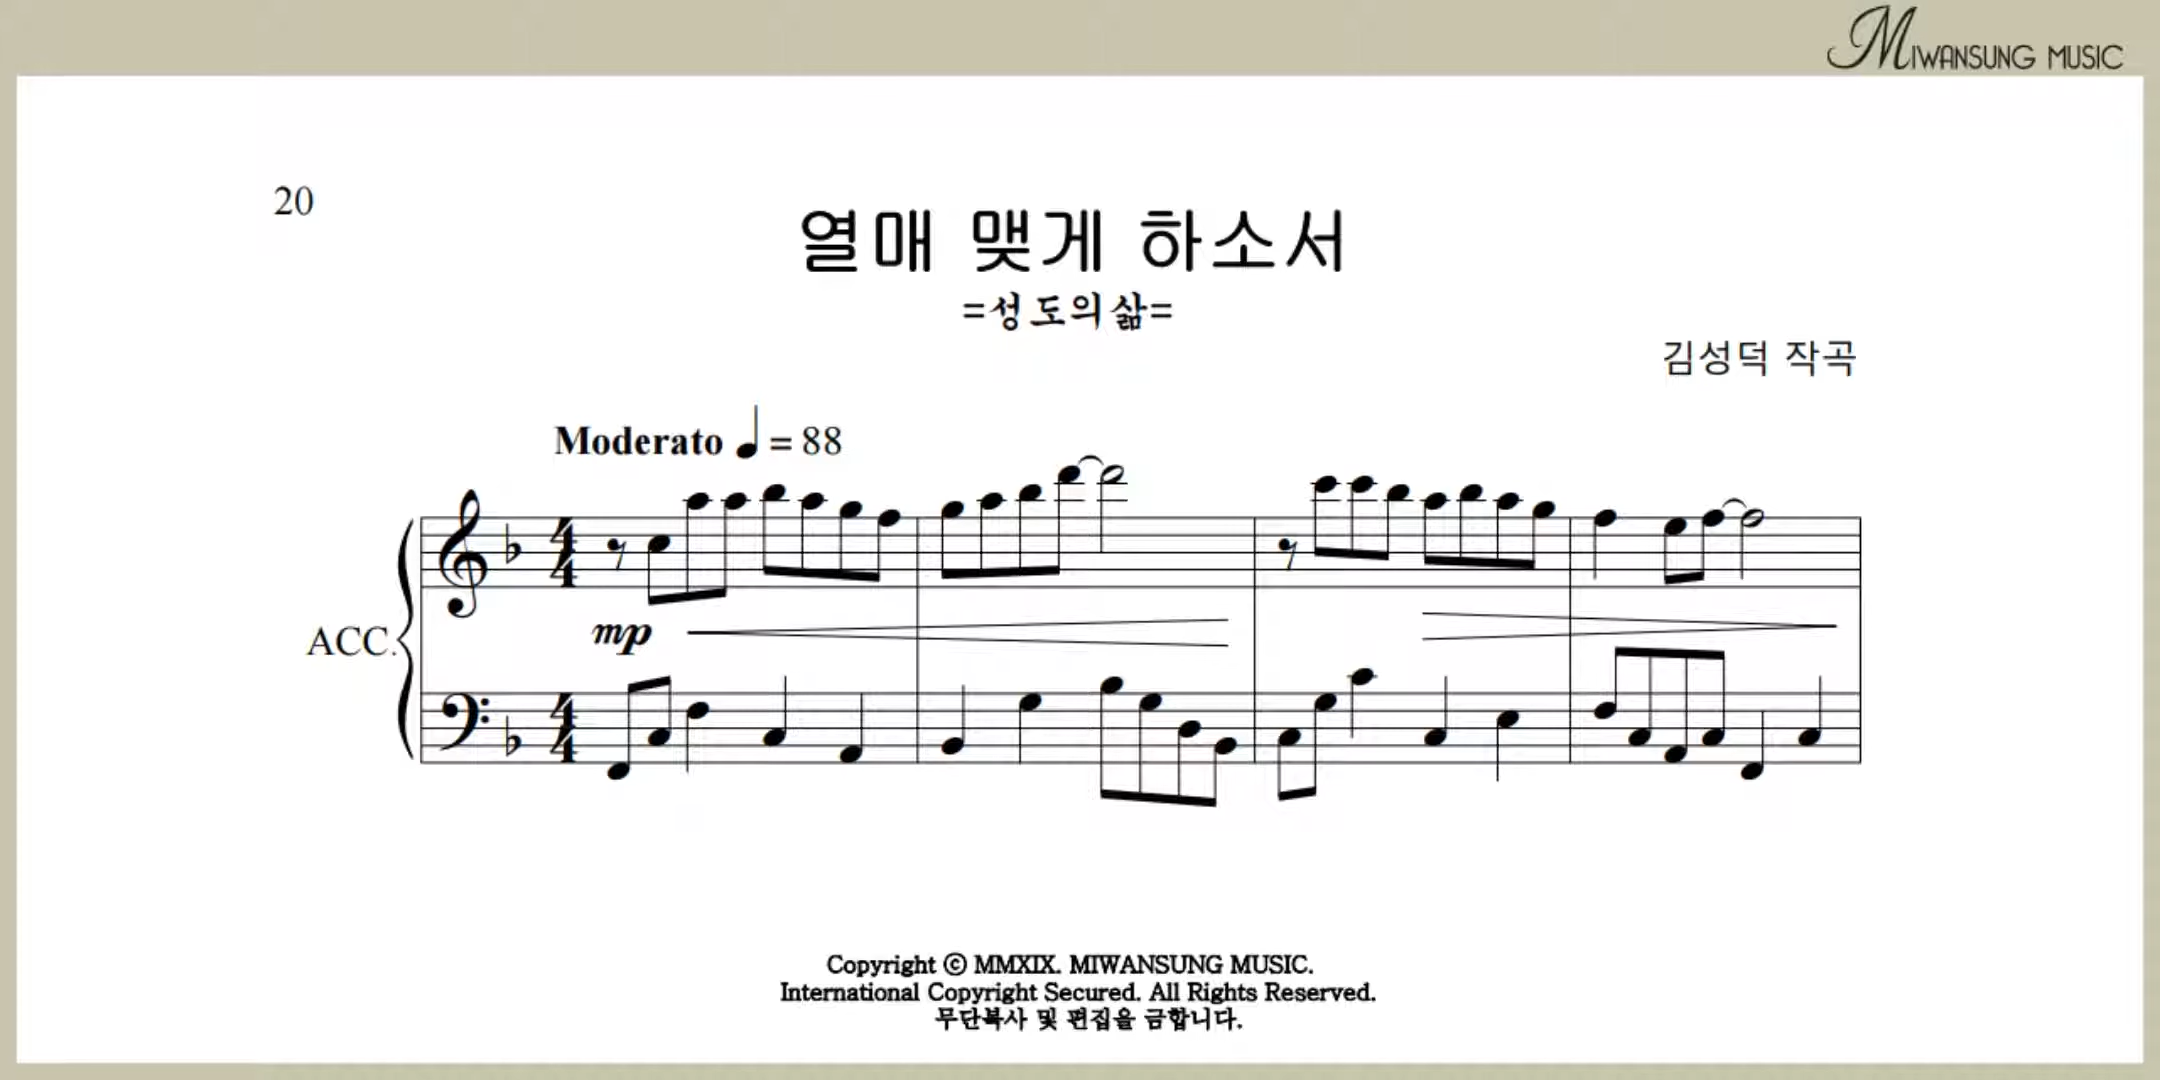 MIWANSUNG MUSIC
20
열매 맺게 하소서
=성도의삶=
김성덕 작곡
Moderato ♩ = 88
mp
ACC.
Copyright ⓒ MMXIX. MIWANSUNG MUSIC.
International Copyright Secured. All Rights Reserved.
무단복사 및 편집을 금합니다.